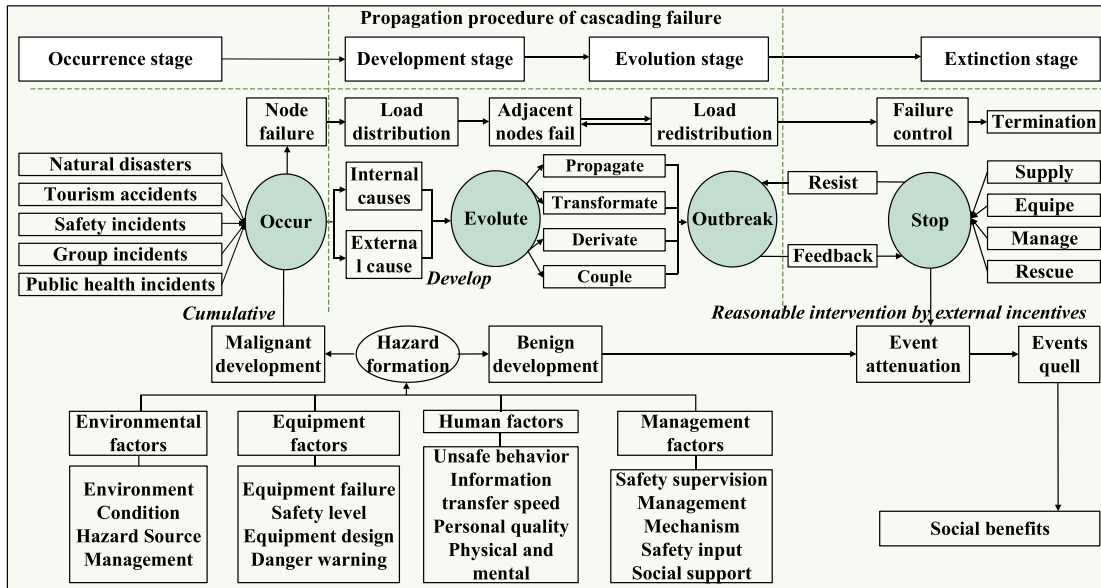 Propagation procedure of cascading failure
Occurrence stage
Development stage
Evolution stage
Extinction stage
Node
failure
Load
distribution
Adjacent
nodes fail
Load
redistribution
Failure
control
Termination
Natural disasters
Tourism accidents
Safety incidents
Group incidents
Public health incidents
Occur
Internal
causes
Externa
l cause
Evolute
Develop
Propagate
Transformate
Derivate
Couple
Outbreak
Resist
Feedback
Stop
Supply
Equipe
Manage
Rescue
Cumulative
Reasonable intervention by external incentives
Malignant
development
Hazard
formation
Benign
development
Event
attenuation
Events
quell
Environmental
factors
Equipment
factors
Human factors
Management
factors
Environment
Condition
Hazard Source
Management
Equipment failure
Safety level
Equipment design
Danger warning
Unsafe behavior
Information
transfer speed
Personal quality
Physical and
mental
Safety supervision
Management
Mechanism
Safety input
Social support
Social benefits